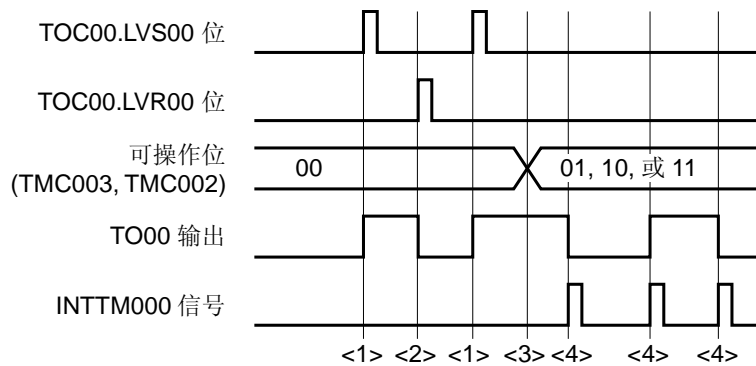 TOC00.LVS00 位
TOC00.LVR00 位
可操作位
(TMC003, TMC002)
00
01, 10, 或 11
TO00 输出
INTTM000 信号
<1> <2> <1> <3> <4> <4> <4>